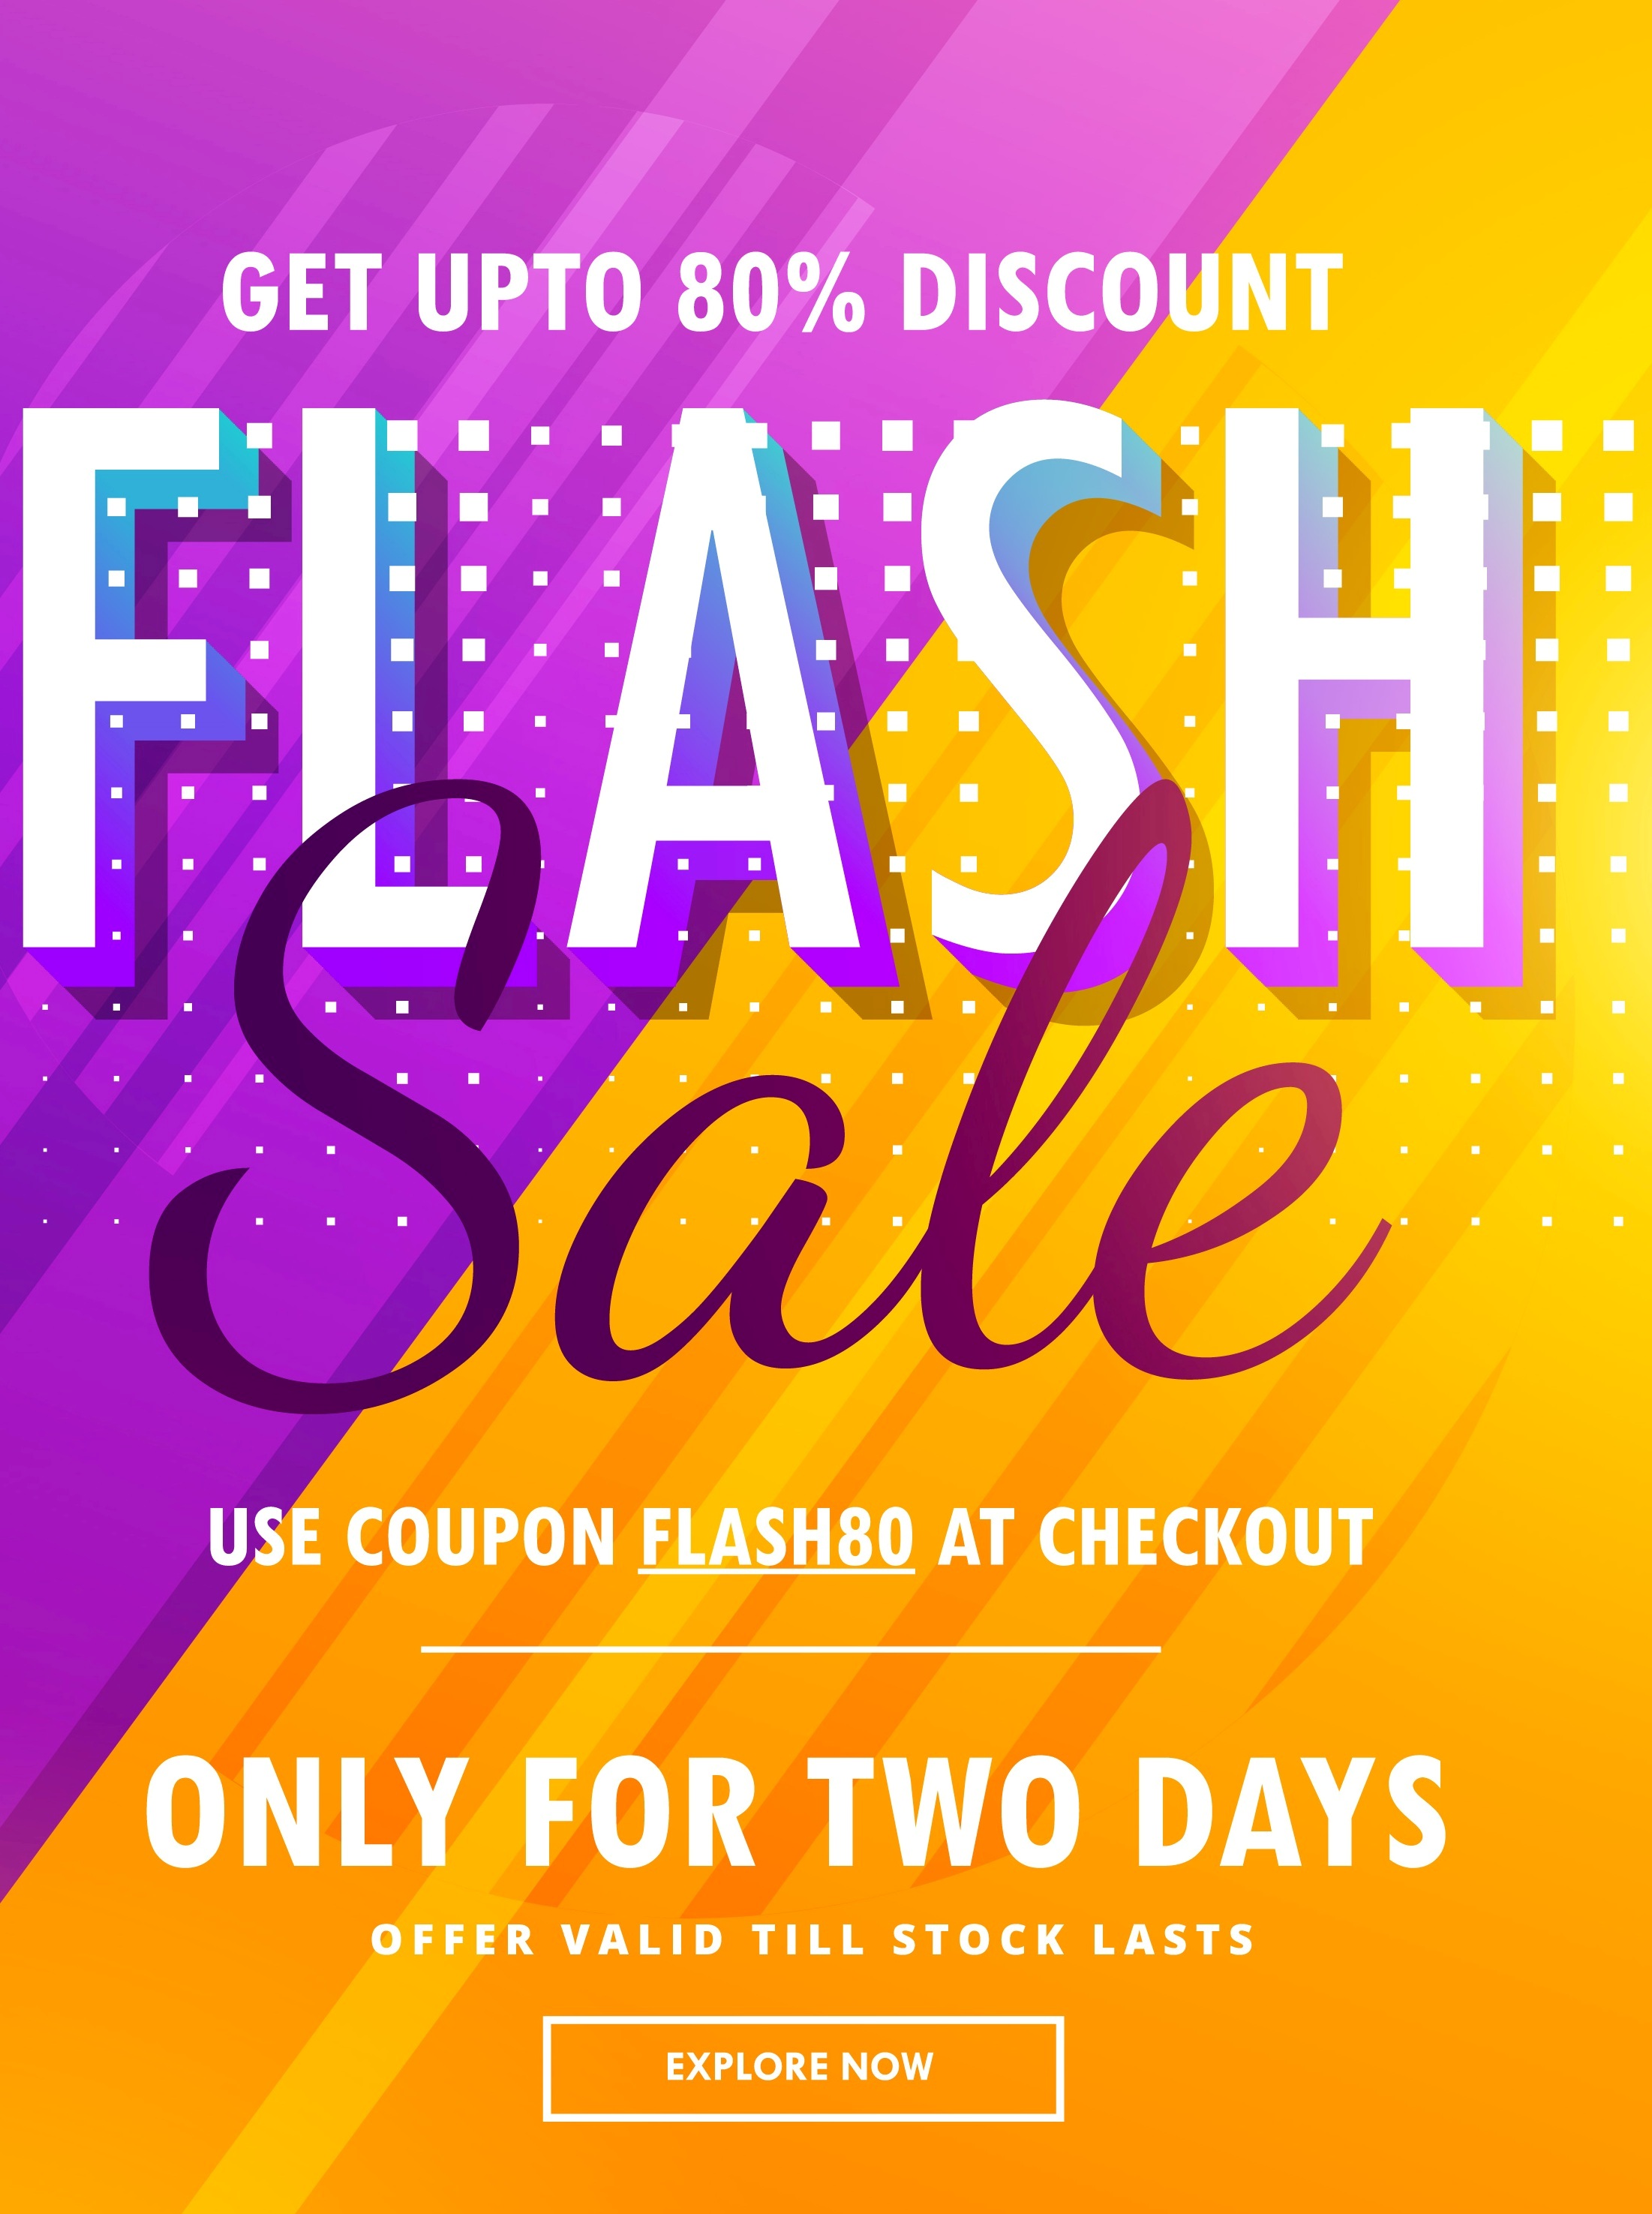 GET UPTO 80% DISCOUNT
FLASH
Sale
USE COUPON FLASH80 AT CHECKOUT
ONLY FOR TWO DAYS
OFFER VALID TILL STOCK LASTS
EXPLORE NOW